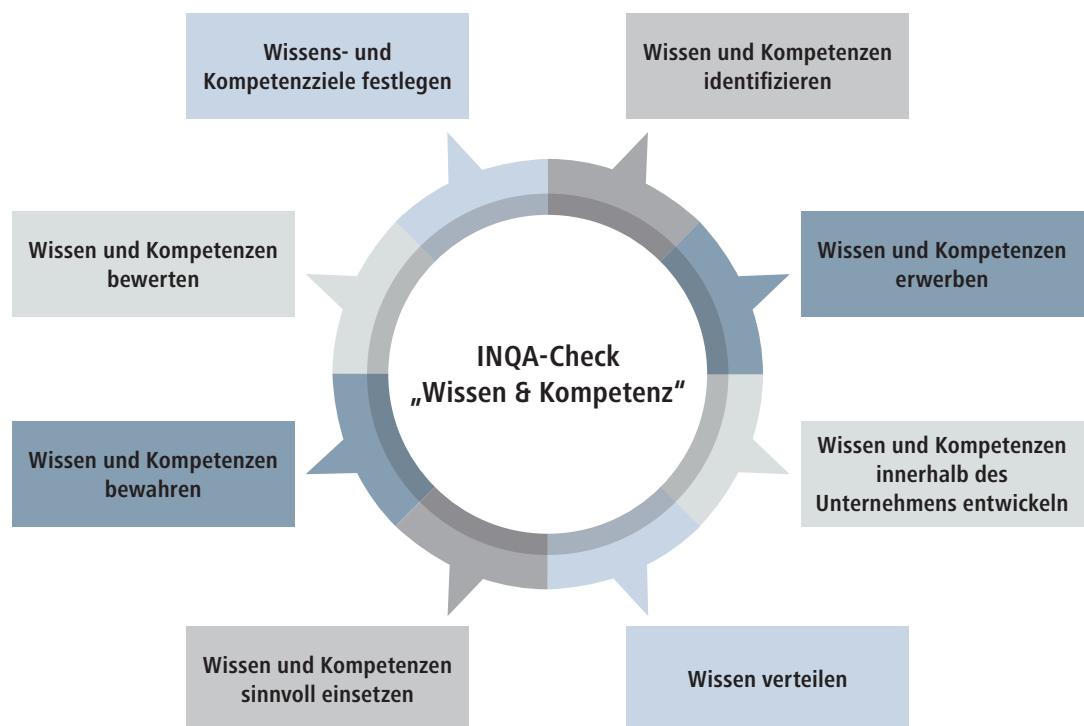 Wissens- und
Kompetenzziele festlegen
Wissen und Kompetenzen
identifizieren
Wissen und Kompetenzen
bewerten
Wissen und Kompetenzen
erwerben
INQA-Check
„Wissen & Kompetenz“
Wissen und Kompetenzen
bewahren
Wissen und Kompetenzen
innerhalb des
Unternehmens entwickeln
Wissen und Kompetenzen
sinnvoll einsetzen
Wissen verteilen